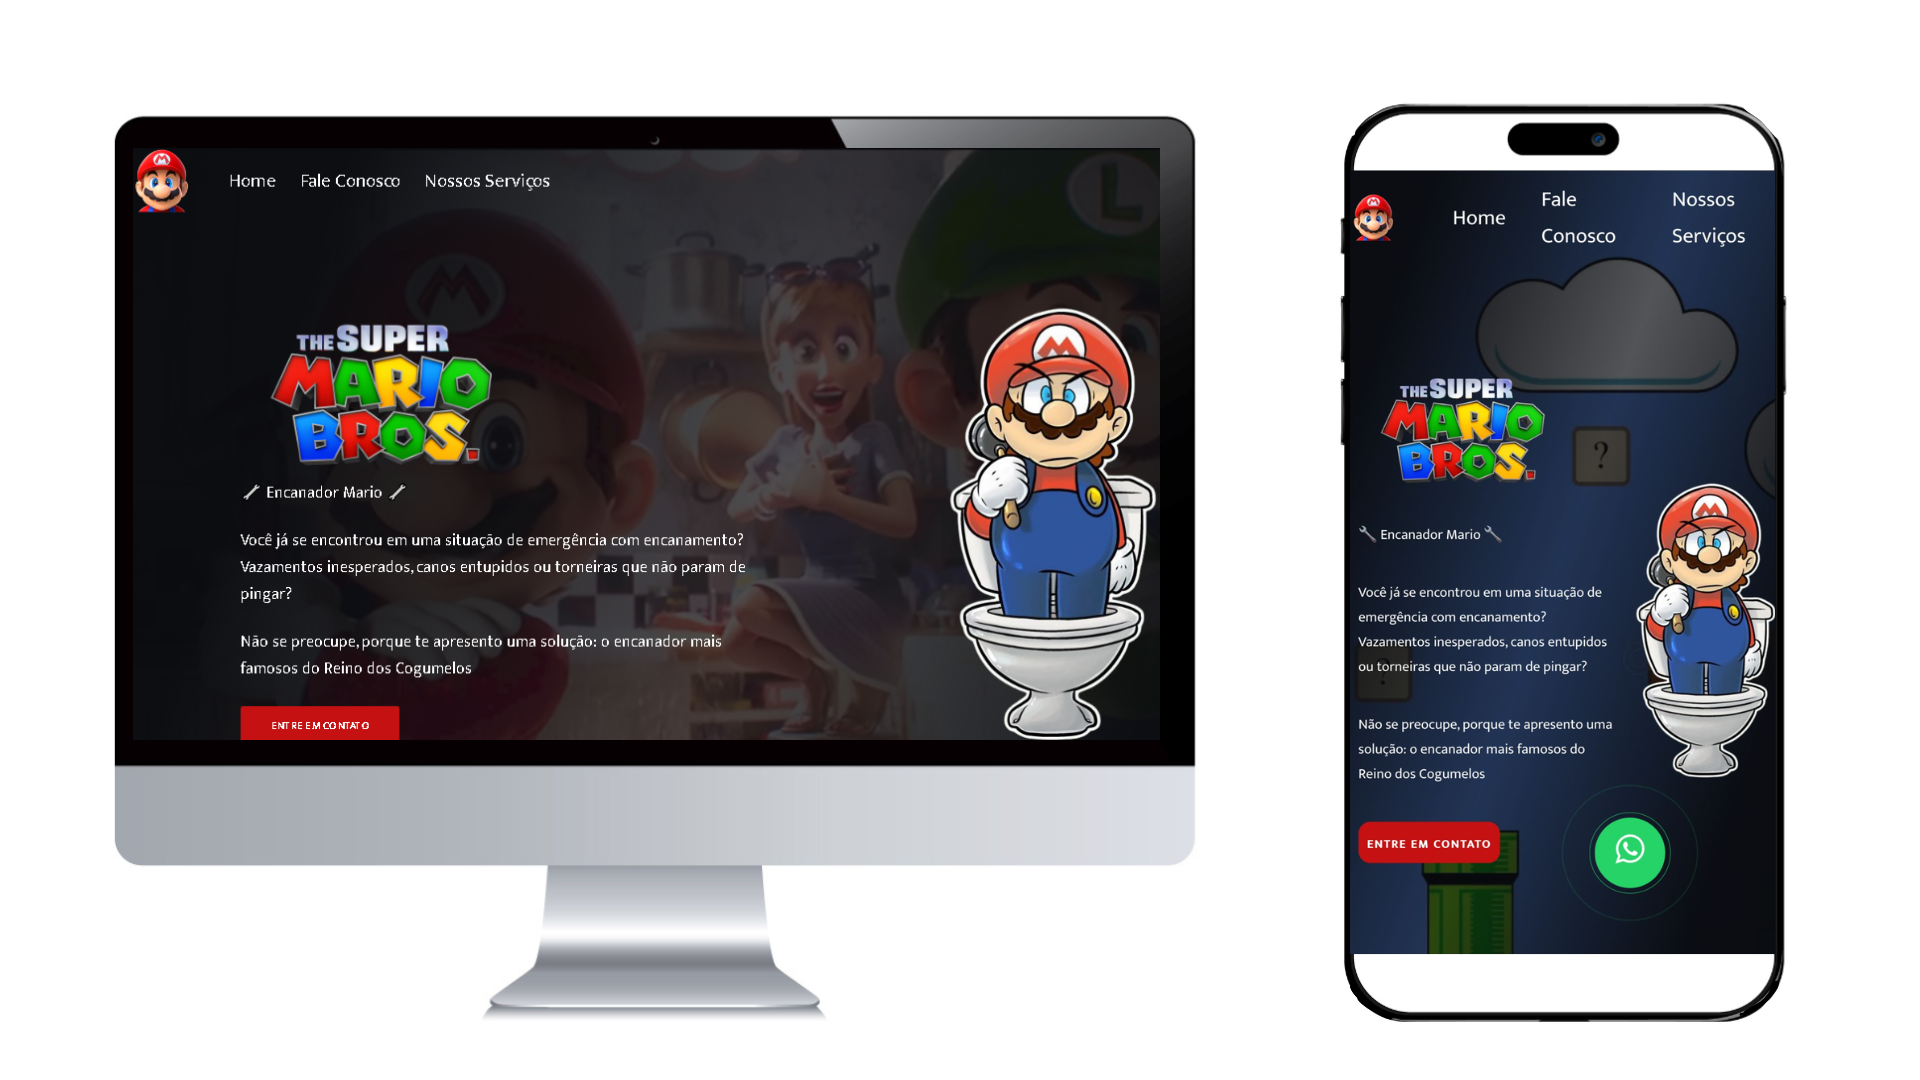 Home Fale Conosco Nossos Serviços
M
L
M
M
THE SUPER
MARIO
BROS.
Encanador Mario
Você já se encontrou em uma situação de emergência com encanamento?
Vazamentos inesperados, canos entupidos ou torneiras que não param de
pingar?
Não se preocupe, porque te apresento uma solução: o encanador mais
famosos do Reino dos Cogumelos
ENTRE EM CONTATO
M
Home
Fale
Conosco
Nossos
Serviços
THE SUPER
MARIO
BROS.
?
M
Encanador Mario
Você já se encontrou em uma situação de
emergência com encanamento?
Vazamentos inesperados, canos entupidos
ou torneiras que não param de pingar?
Não se preocupe, porque te apresento uma
solução: o encanador mais famosos do
Reino dos Cogumelos
ENTRE EM CONTATO